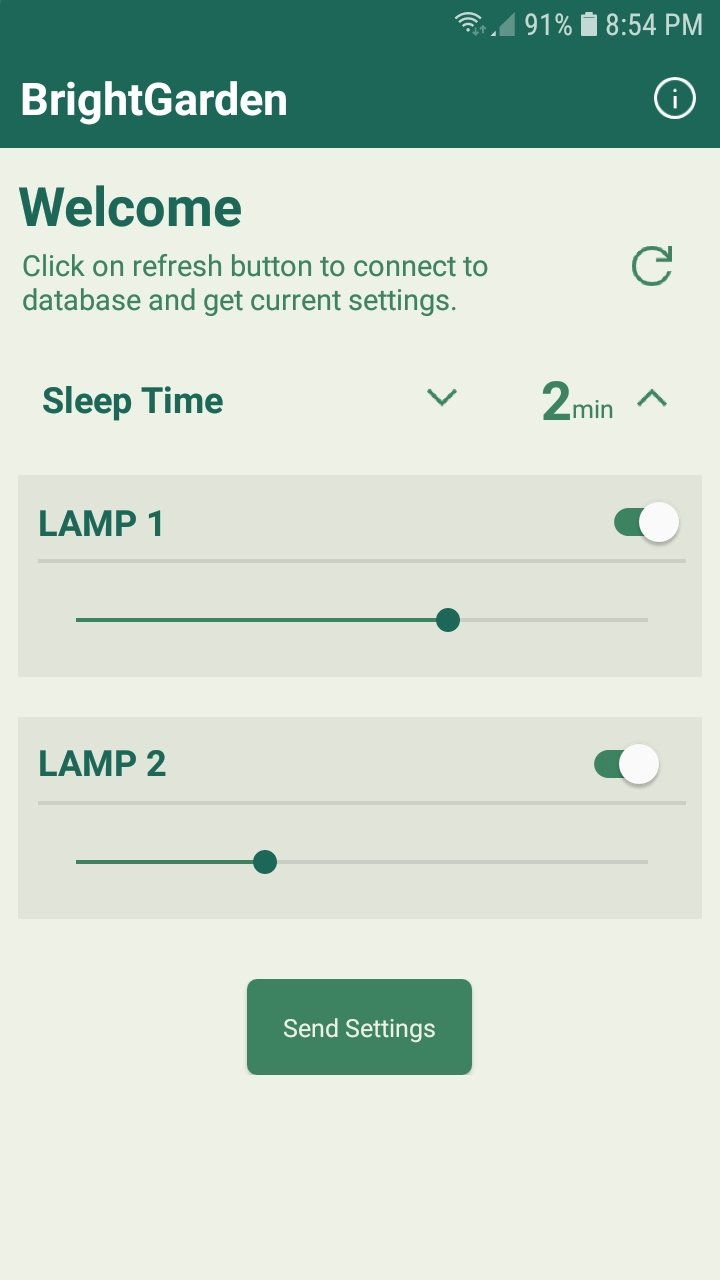 91% 8:54 PM
BrightGarden
Welcome
Click on refresh button to connect to
database and get current settings.
Sleep Time 2min
LAMP 1
LAMP 2
Send Settings